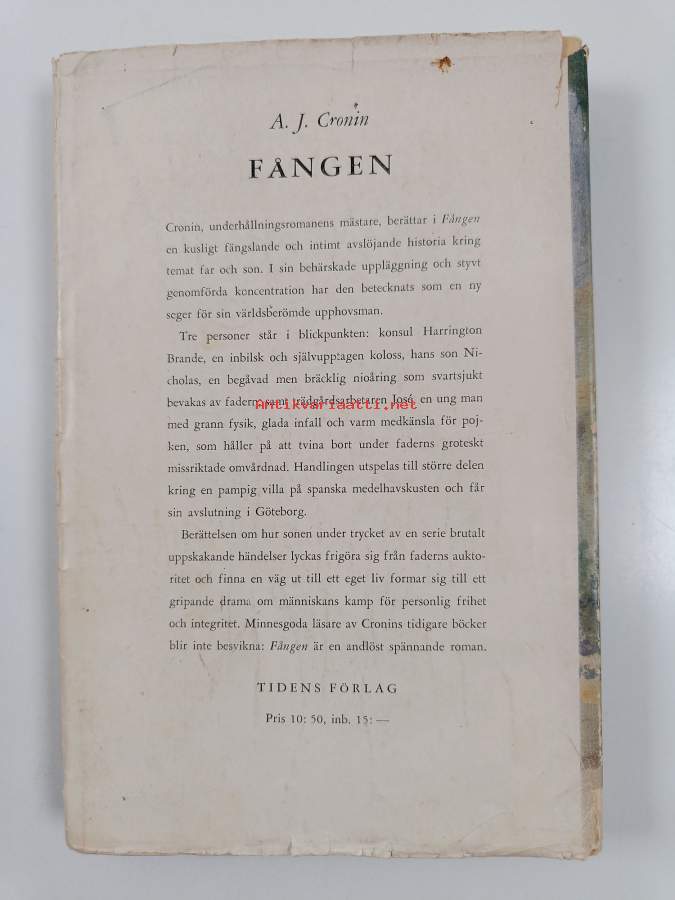 A. J. Cronin
FÅNGEN
Cronin, underhållningsromanens mästare, berättar i Fången
en kusligt fängslande och intimt avslöjande historia kring
temat far och son. I sin behärskade uppläggning och styvt
genomförda koncentration har den betecknats som en ny
seger för sin världsberömde upphovsman.
Tre personer står i blickpunkten: konsul Harrington
Brande, en inbilsk och självupptagen koloss, hans son Ni-
cholas, en begåvad men bräcklig nioåring som svartsjukt
bevakas av fadern samt trädgårdsarbetaren José, en ung man
Antikvariaatti.net
med grann fysik, glada infall och varm medkänsla för poj-
ken, som håller på att tvina bort under faderns groteskt
missriktade omvårdnad. Handlingen utspelas till större delen
kring en pampig villa på spanska medelhavskusten och får
sin avslutning i Göteborg.
Berättelsen om hur sonen under trycket av en serie brutalt
uppskakande händelser lyckas frigöra sig från faderns aukto-
ritet och finna en väg ut till ett eget liv formar sig till ett
gripande drama om människans kamp för personlig frihet
och integritet. Minnesgoda läsare av Cronins tidigare böcker
blir inte besvikna: Fången är en andlöst spännande roman.
TIDENS FÖRLAG
Pris 10: 50, inb. 15: —